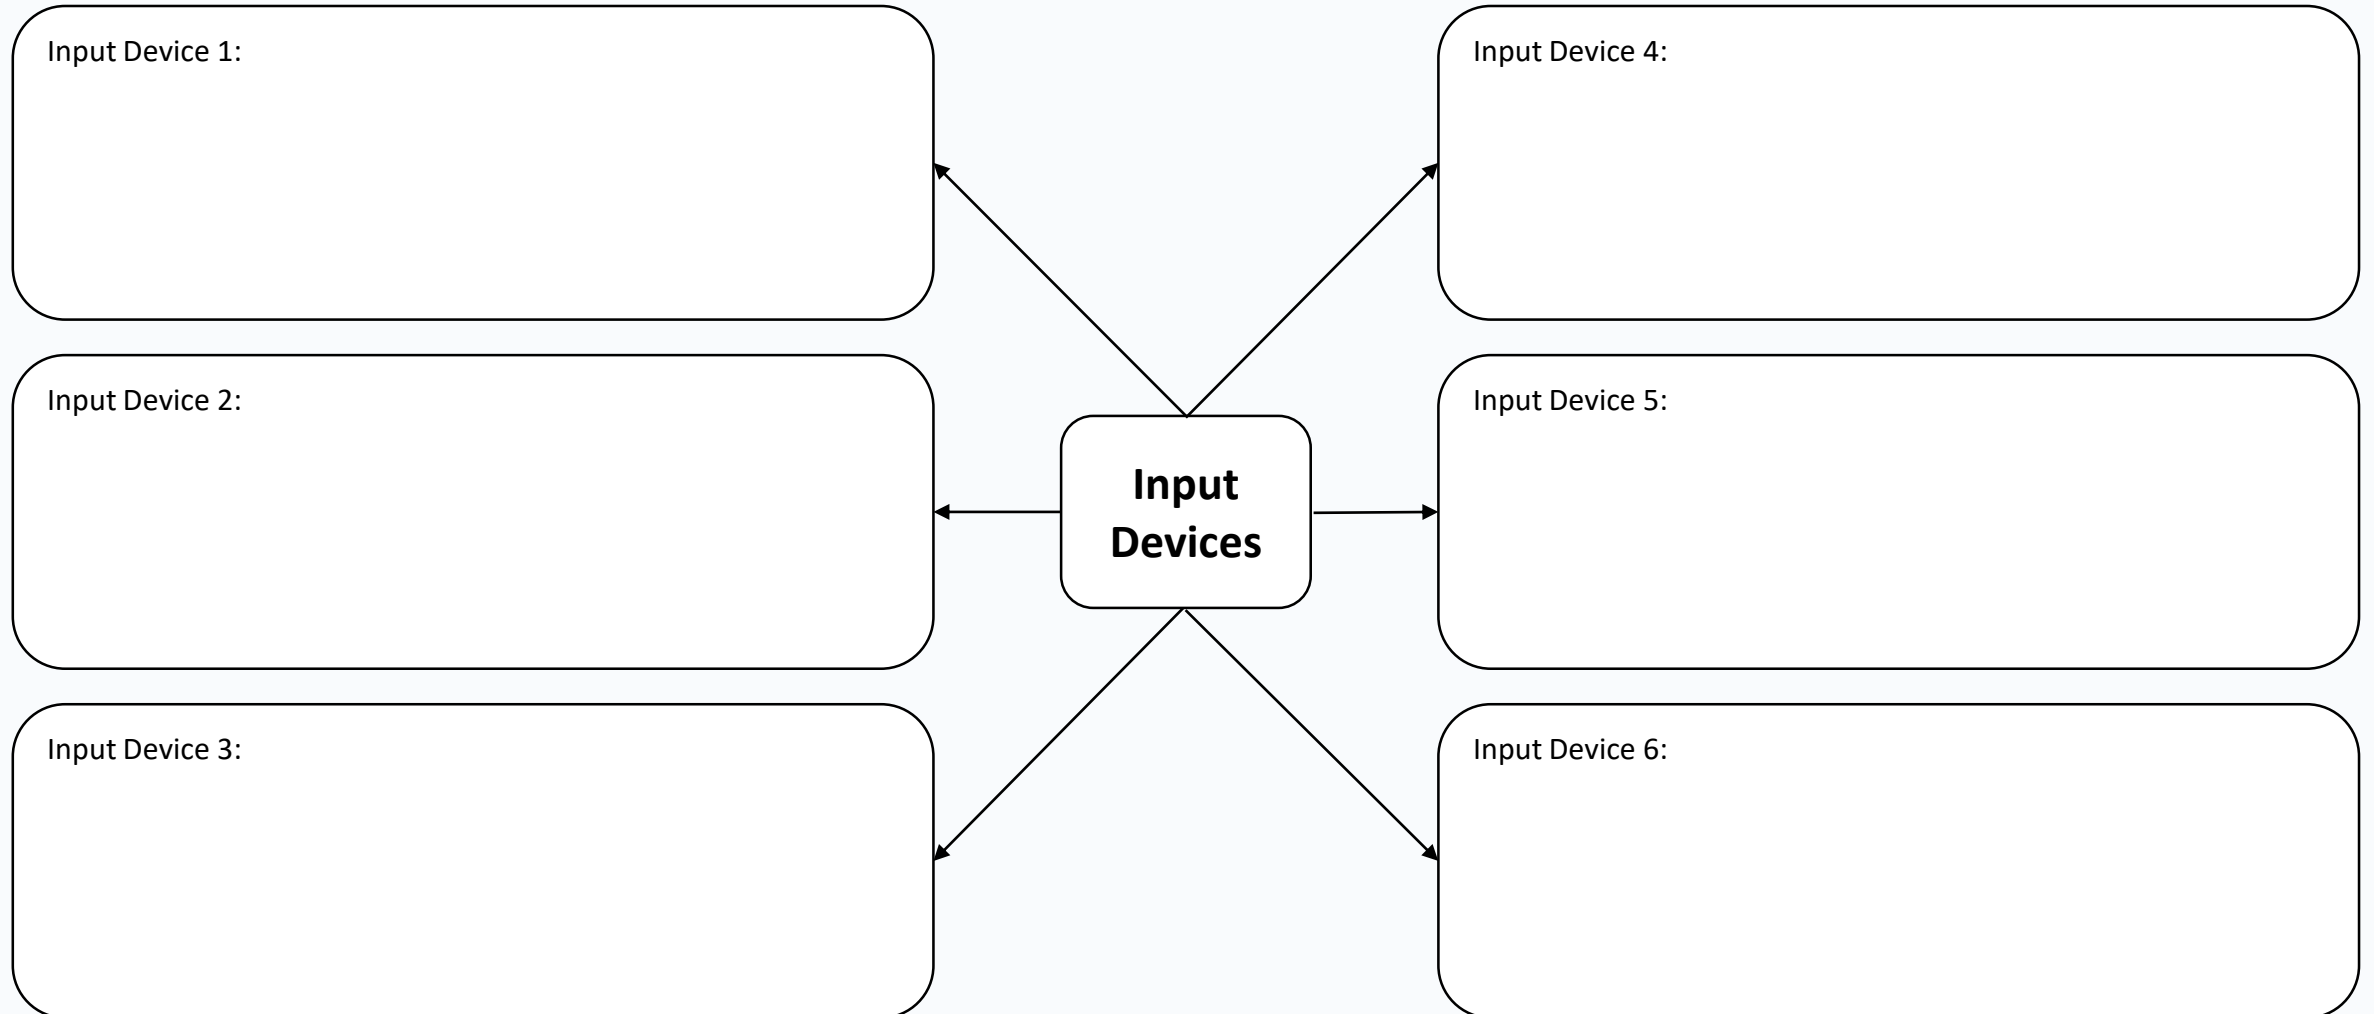 Input Device 1:
Input Device 4:
Input Device 2:
Input Device 5:
Input
Devices
Input Device 3:
Input Device 6: